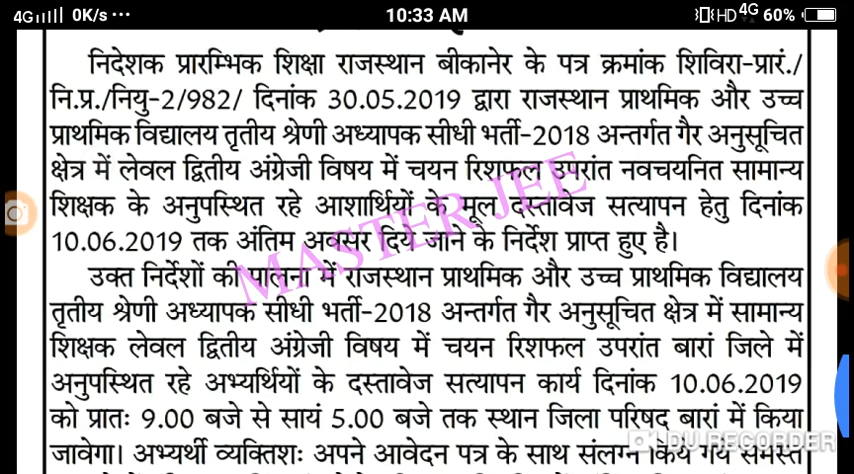 4G 0K/s ••• 10:33 AM HD 4G 60%
निदेशक प्रारम्भिक शिक्षा राजस्थान बीकानेर के पत्र क्रमांक शिविरा-प्रारं./
नि.प्र./नियु-2/982/ दिनांक 30.05.2019 द्वारा राजस्थान प्राथमिक और उच्च
प्राथमिक विद्यालय तृतीय श्रेणी अध्यापक सीधी भर्ती-2018 अन्तर्गत गैर अनुसूचित
क्षेत्र में लेवल द्वितीय अंग्रेजी विषय में चयन रिशफल उपरांत नवचयनित सामान्य
शिक्षक के अनुपस्थित रहे आशार्थियों के मूल दस्तावेज सत्यापन हेतु दिनांक
10.06.2019 तक अंतिम अवसर दिये जाने के निर्देश प्राप्त हुए है।
MASTER JEE
उक्त निर्देशों की पालना में राजस्थान प्राथमिक और उच्च प्राथमिक विद्यालय
तृतीय श्रेणी अध्यापक सीधी भर्ती-2018 अन्तर्गत गैर अनुसूचित क्षेत्र में सामान्य
शिक्षक लेवल द्वितीय अंग्रेजी विषय में चयन रिशफल उपरांत बारां जिले में
अनुपस्थित रहे अभ्यर्थियों के दस्तावेज सत्यापन कार्य दिनांक 10.06.2019
को प्रातः 9.00 बजे से सायं 5.00 बजे तक स्थान जिला परिषद बारां में किया
जावेगा। अभ्यर्थी व्यक्तिशः अपने आवेदन पत्र के साथ संलग्न किये गये समस्त
DU RECORDER